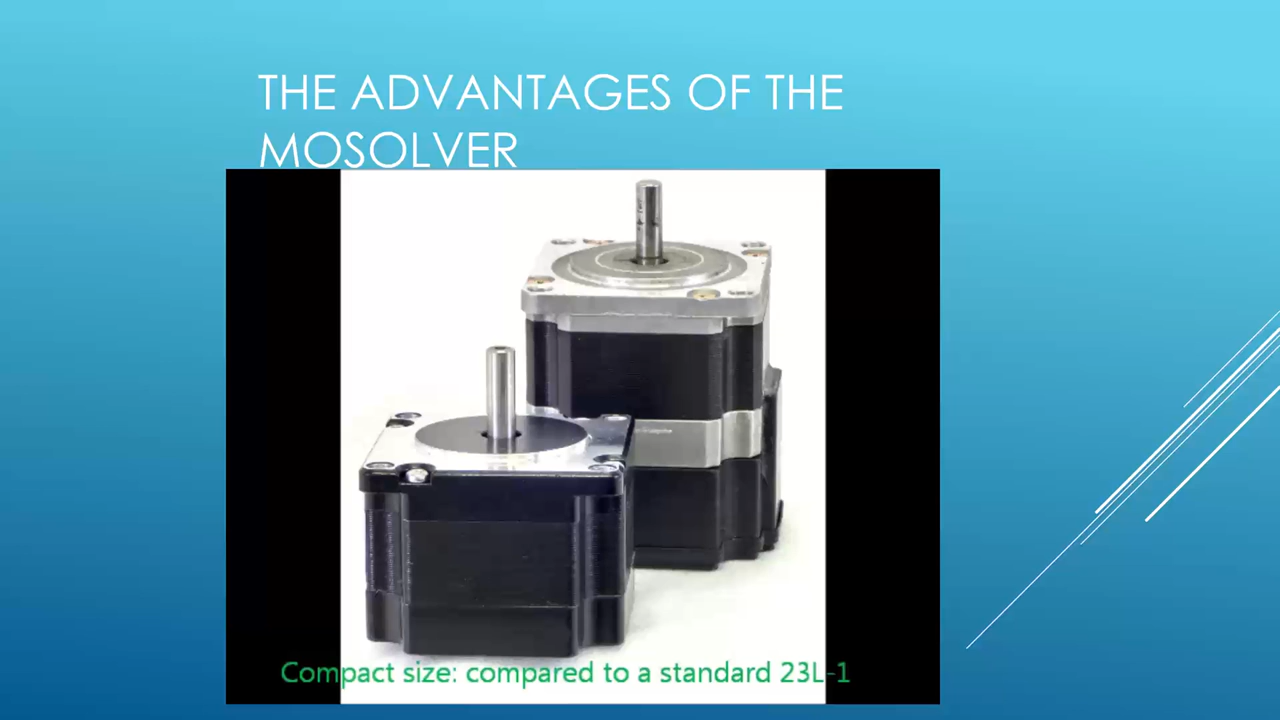 THE ADVANTAGES OF THE
MOSOLVER
Compact size: compared to a standard 23L-1